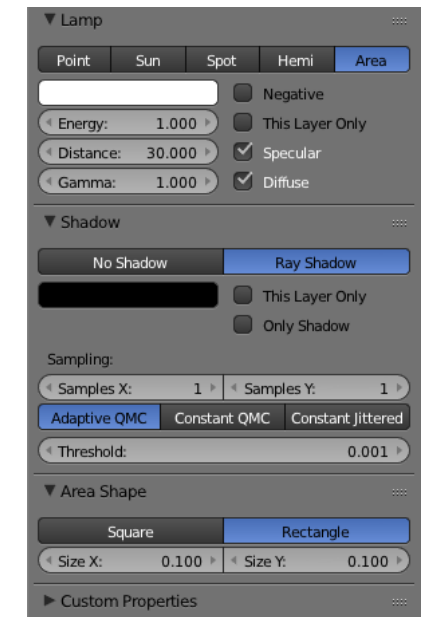 Lamp
Point Sun Spot Hemi Area
Negative
Energy: 1.000 This Layer Only
Distance: 30.000 Specular
Gamma: 1.000 Diffuse
Shadow
No Shadow Ray Shadow
This Layer Only
Only Shadow
Sampling:
Samples X: 1 Samples Y: 1
Adaptive QMC Constant QMC Constant Jittered
Threshold: 0.001
Area Shape
Square Rectangle
Size X: 0.100 Size Y: 0.100
Custom Properties